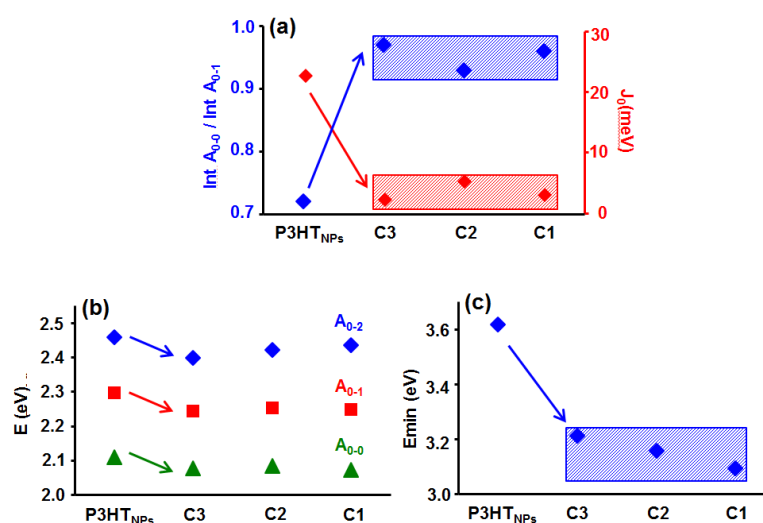 (a)
1.0
0.9
0.8
0.7
Int A0-0 / Int A0-1
30
20
10
0
J0(meV)
P3HTNPs C3 C2 C1
(b)
2.5
2.4
2.3
2.2
2.1
2.0
E (eV)
A0-2
A0-1
A0-0
P3HTNPs C3 C2 C1
(c)
3.6
3.4
3.2
3.0
Emin (eV)
P3HTNPs C3 C2 C1